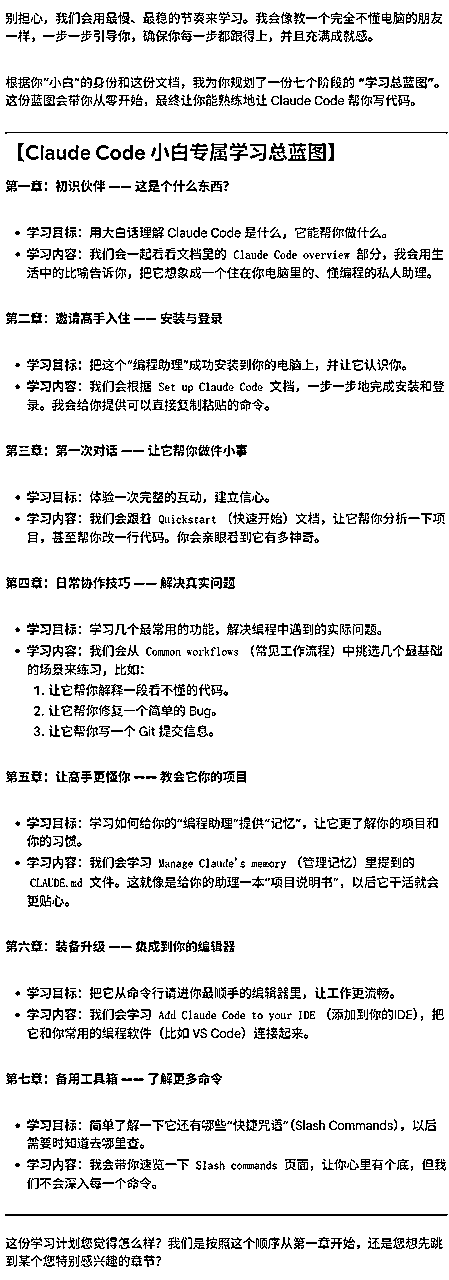 别担心，我们会用最慢、最稳的节奏来学习。我会像教一个完全不懂电脑的朋友
一样，一步一步引导你，确保你每一步都跟得上，并且充满成就感。
根据你“小白”的身份和这份文档，我为你规划了一份七个阶段的 “学习总蓝图”。
这份蓝图会带你从零开始，最终让你能熟练地让 Claude Code 帮你写代码。
【Claude Code 小白专属学习总蓝图】
第一章：初识伙伴 —— 这是个什么东西？
• 学习目标：用大白话理解 Claude Code 是什么，它能帮你做什么。
• 学习内容：我们会一起看看文档里的 Claude Code overview 部分，我会用生
活中的比喻告诉你，把它想象成一个住在你电脑里的、懂编程的私人助理。
第二章：邀请高手入住 —— 安装与登录
• 学习目标：把这个“编程助理”成功安装到你的电脑上，并让它认识你。
• 学习内容：我们会根据 Set up Claude Code 文档，一步一步地完成安装和登
录。我会给你提供可以直接复制粘贴的命令。
第三章：第一次对话 —— 让它帮你做件小事
• 学习目标：体验一次完整的互动，建立信心。
• 学习内容：我们会跟着 Quickstart （快速开始）文档，让它帮你分析一下项
目，甚至帮你改一行代码。你会亲眼看到它有多神奇。
第四章：日常协作技巧 —— 解决真实问题
• 学习目标：学习几个最常用的功能，解决编程中遇到的实际问题。
• 学习内容：我们会从 Common workflows （常见工作流程）中挑选几个最基础
的场景来练习，比如：
1. 让它帮你解释一段看不懂的代码。
2. 让它帮你修复一个简单的 Bug。
3. 让它帮你写一个 Git 提交信息。
第五章：让高手更懂你 —— 教会它你的项目
• 学习目标：学习如何给你的“编程助理”提供“记忆”，让它更了解你的项目和
你的习惯。
• 学习内容：我们会学习 Manage Claude's memory （管理记忆）里提到的
CLAUDE.md 文件。这就像是给你的助理一本“项目说明书”，以后它干活就会
更贴心。
第六章：装备升级 —— 集成到你的编辑器
• 学习目标：把它从命令行请进你最顺手的编辑器里，让工作更流畅。
• 学习内容：我们会学习 Add Claude Code to your IDE （添加到你的IDE），把
它和你常用的编程软件（比如 VS Code）连接起来。
第七章：备用工具箱 —— 了解更多命令
• 学习目标：简单了解一下它还有哪些“快捷咒语”（Slash Commands），以后
需要时知道去哪里查。
• 学习内容：我会带你速览一下 Slash commands 页面，让你心里有个底，但我
们不会深入每一个命令。
这份学习计划您觉得怎么样？我们是按照这个顺序从第一章开始，还是您想先跳
到某个您特别感兴趣的章节？